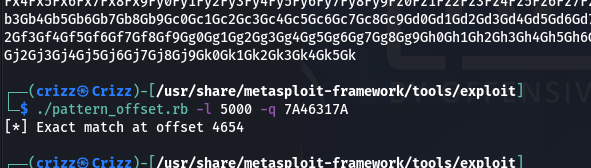 b3Gb4Gb5Gb6Gb7Gb8Gb9Gc0Gc1Gc2Gc3Gc4Gc5Gc6Gc7Gc8Gc9Gd0Gd1Gd2Gd3Gd4Gd5Gd6Gd7
2Gf3Gf4Gf5Gf6Gf7Gf8Gf9Gg0Gg1Gg2Gg3Gg4Gg5Gg6Gg7Gg8Gg9Gh0Gh1Gh2Gh3Gh4Gh5Gh6G
Gj2Gj3Gj4Gj5Gj6Gj7Gj8Gj9Gk0Gk1Gk2Gk3Gk4Gk5Gk
┌──(crizz㉿Crizz)-[/usr/share/metasploit-framework/tools/exploit]
└─$ ./pattern_offset.rb -l 5000 -q 7A46317A
[*] Exact match at offset 4654
┌──(crizz㉿Crizz)-[/usr/share/metasploit-framework/tools/exploit]